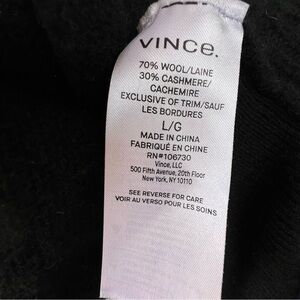 VINCE.
70% WOOL/LAINE
30% CASHMERE/
CACHEMIRE
EXCLUSIVE OF TRIM/SAUF
LES BORDURES
L/G
MADE IN CHINA
FABRIQUÉ EN CHINE
RN#106730
Vince, LLC
500 Fifth Avenue, 20th Floor
New York, NY 10110
SEE REVERSE FOR CARE
VOIR AU VERSO POUR LES SOINS